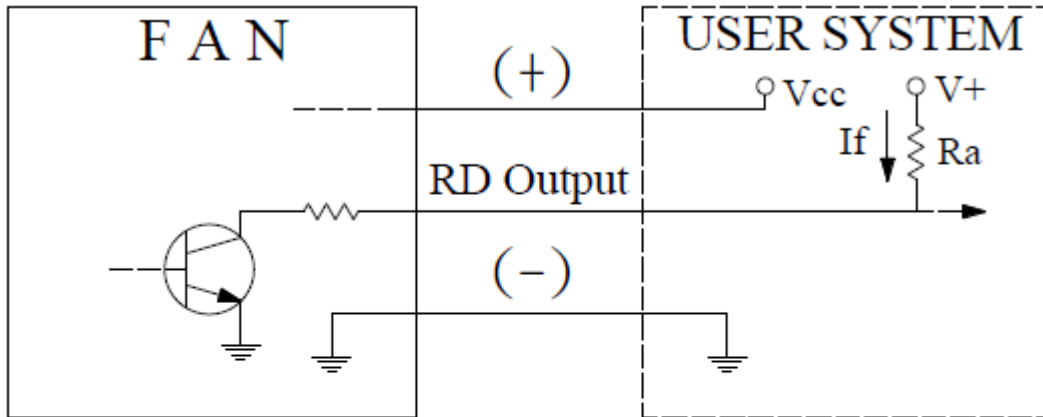 F A N
USER SYSTEM
(+)
Vcc
V+
If
Ra
RD Output
(-)